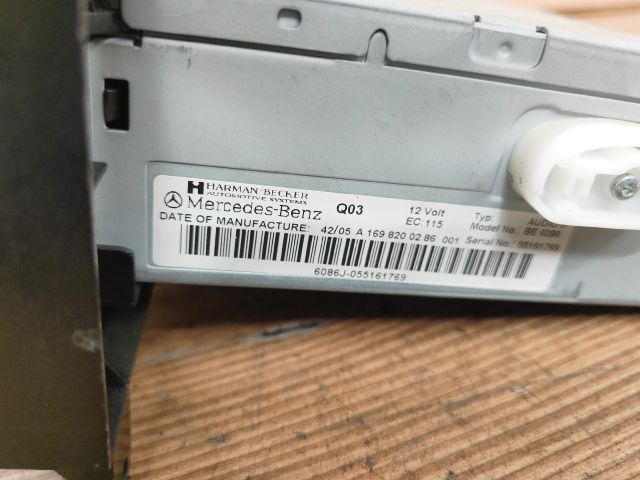 HARMAN/BECKER
AUTOMOTIVE SYSTEMS
Mercedes-Benz Q03 12 Volt Typ:
EC:115 Model No.: BE 6086
DATE OF MANUFACTURE: 42/05 A 169 820 02 86 001 Serial No.: 55161769
6086J-055161769